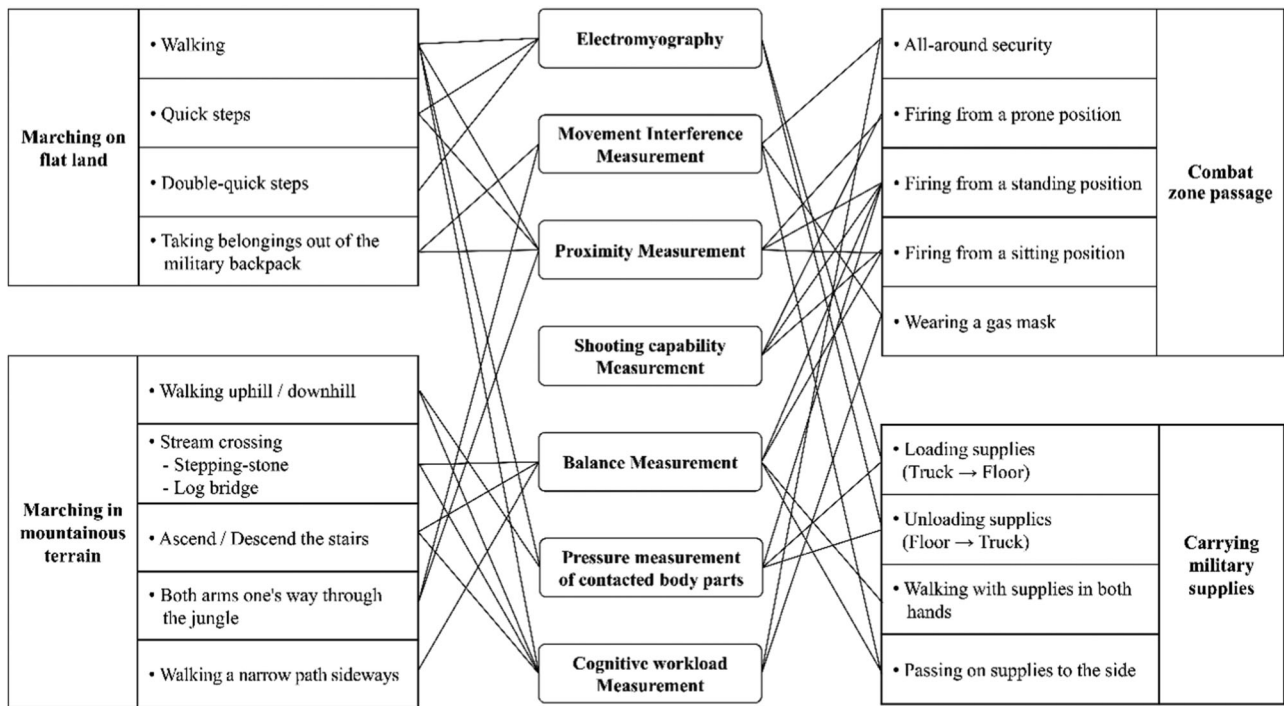 Marching on
flat land
• Walking
• Quick steps
• Double-quick steps
• Taking belongings out of the
military backpack
Marching in
mountainous
terrain
• Walking uphill / downhill
• Stream crossing
- Stepping-stone
- Log bridge
• Ascend / Descend the stairs
• Both arms one's way through
the jungle
• Walking a narrow path sideways
Electromyography
Movement Interference
Measurement
Proximity Measurement
Shooting capability
Measurement
Balance Measurement
Pressure measurement
of contacted body parts
Cognitive workload
Measurement
• All-around security
• Firing from a prone position
• Firing from a standing position
• Firing from a sitting position
• Wearing a gas mask
Combat
zone passage
• Loading supplies
(Truck → Floor)
• Unloading supplies
(Floor → Truck)
• Walking with supplies in both
hands
• Passing on supplies to the side
Carrying
military
supplies